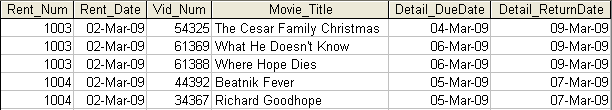 Rent_Num Rent_Date Vid_Num Movie_Title Detail_DueDate Detail_ReturnDate
1003 02-Mar-09 54325 The Cesar Family Christmas 04-Mar-09 09-Mar-09
1003 02-Mar-09 61369 What He Doesn't Know 06-Mar-09 09-Mar-09
1003 02-Mar-09 61388 Where Hope Dies 06-Mar-09 09-Mar-09
1004 02-Mar-09 44392 Beatnik Fever 05-Mar-09 07-Mar-09
1004 02-Mar-09 34367 Richard Goodhope 05-Mar-09 07-Mar-09